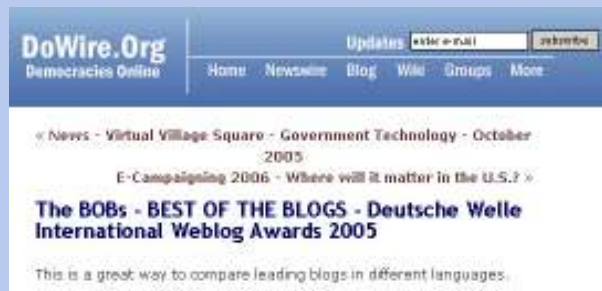 DoWire.Org
Democracies Online
Updates enter e-mail subscribe
Home Newswire Blog Wiki Groups More
« News - Virtual Village Square - Government Technology - October
2005
E-Campaigning 2006 - Where will it matter in the U.S.? »
The BOBs - BEST OF THE BLOGS - Deutsche Welle
International Weblog Awards 2005
This is a great way to compare leading blogs in different languages.